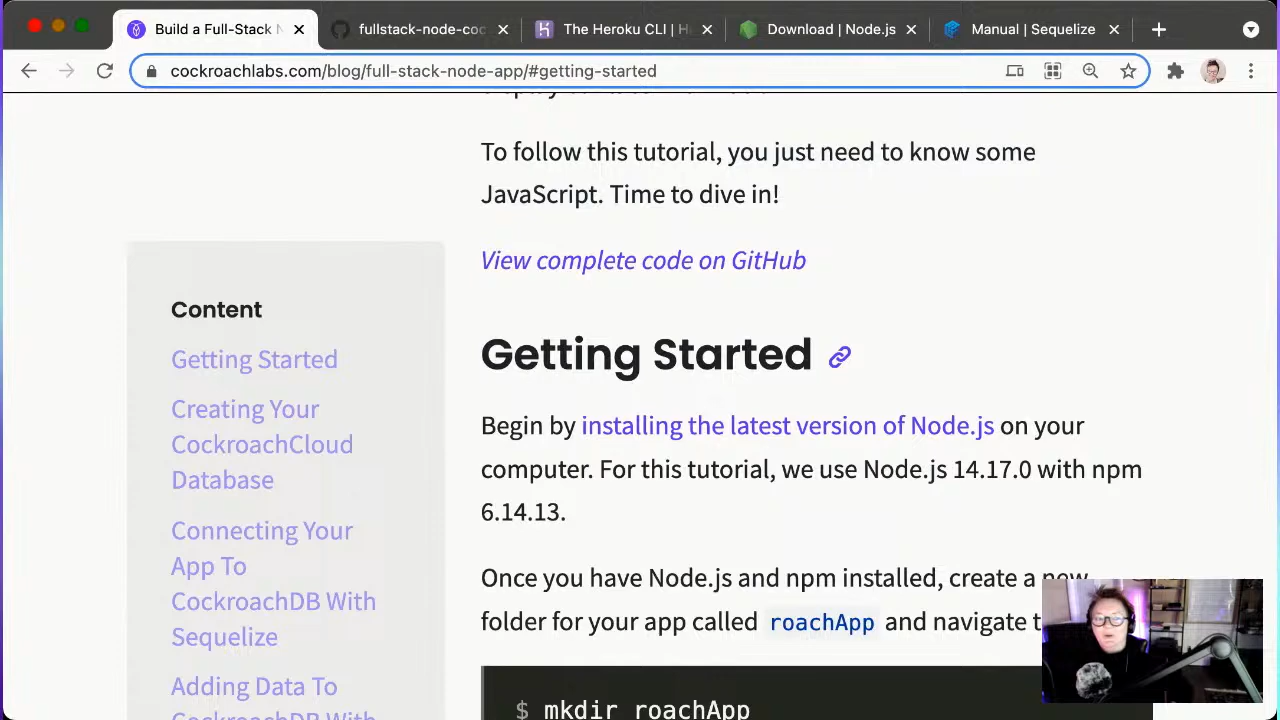 Build a Full-Stack N
fullstack-node-coc
The Heroku CLI | H
Download | Node.js
Manual | Sequelize
cockroachlabs.com/blog/full-stack-node-app/#getting-started
To follow this tutorial, you just need to know some
JavaScript. Time to dive in!
View complete code on GitHub
Content
Getting Started
Creating Your
CockroachCloud
Database
Connecting Your
App To
CockroachDB With
Sequelize
Adding Data To
CockroachDB With
Getting Started
Begin by installing the latest version of Node.js on your
computer. For this tutorial, we use Node.js 14.17.0 with npm
6.14.13.
Once you have Node.js and npm installed, create a new
folder for your app called roachApp and navigate t
$ mkdir roachApp